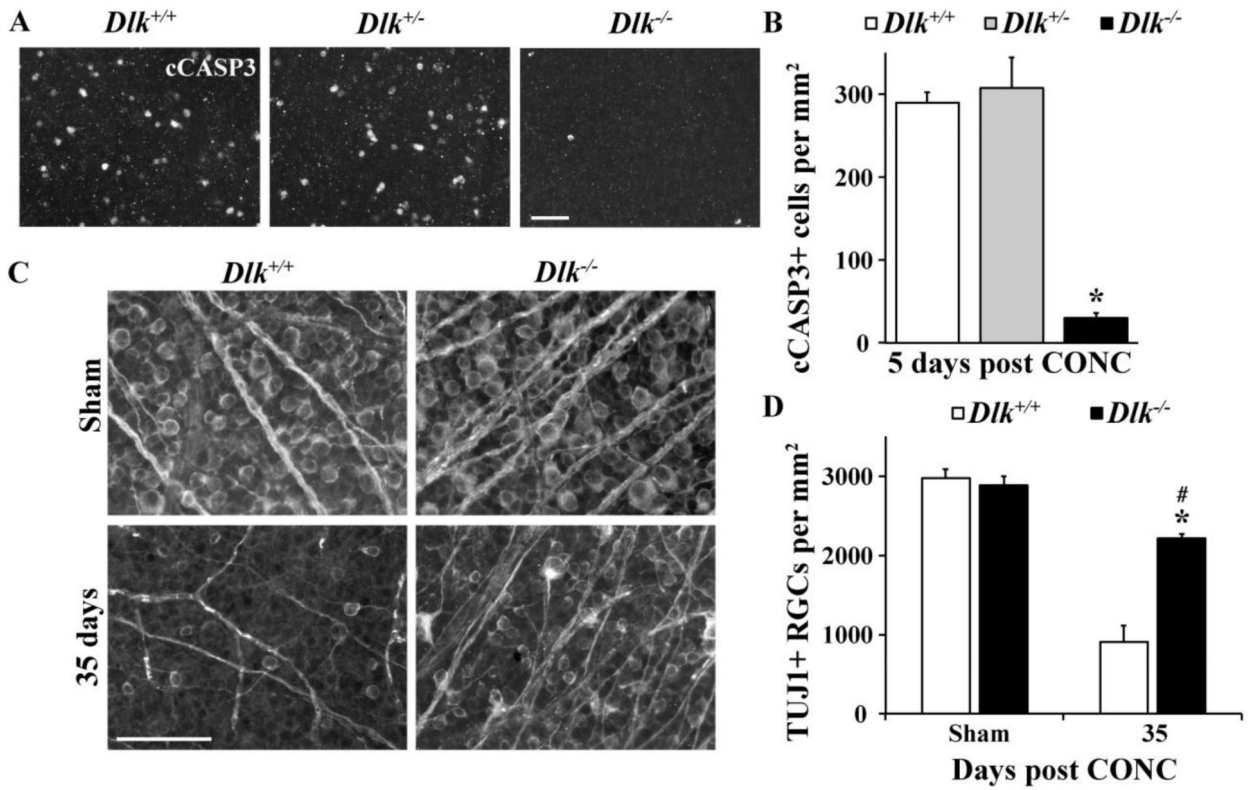 A
Dlk+/+ Dlk+/- Dlk-/-
cCASP3
B
Dlk+/+ Dlk+/- Dlk-/-
cCASP3+ cells per mm²
300
200
100
0
*
5 days post CONC
C
Dlk+/+ Dlk-/-
Sham
35 days
D
Dlk+/+ Dlk-/-
TUJ1+ RGCs per mm²
3000
2000
1000
0
#
*
Sham 35
Days post CONC